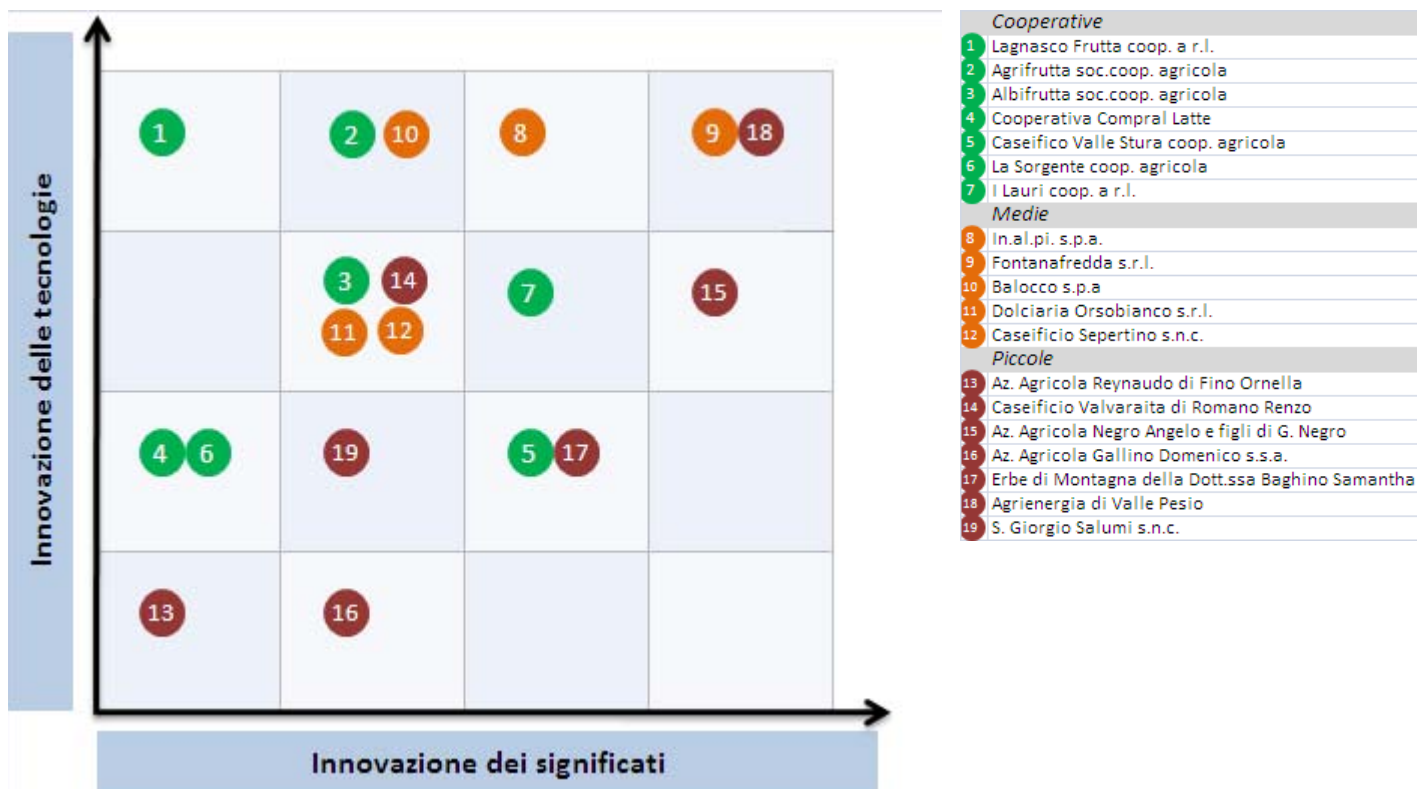 Innovazione delle tecnologie
1
2 10
8
9 18
3 14
7
15
11 12
4 6
19
5 17
13
16
Innovazione dei significati
Cooperative
1 Lagnasco Frutta coop. a r.l.
2 Agrifrutta soc.coop. agricola
3 Albifrutta soc.coop. agricola
4 Cooperativa Compral Latte
5 Caseifico Valle Stura coop. agricola
6 La Sorgente coop. agricola
7 I Lauri coop. a r.l.
Medie
8 In.al.pi. s.p.a.
9 Fontanafredda s.r.l.
10 Balocco s.p.a
11 Dolciaria Orsobianco s.r.l.
12 Caseificio Sepertino s.n.c.
Piccole
13 Az. Agricola Reynaudo di Fino Ornella
14 Caseificio Valvaraita di Romano Renzo
15 Az. Agricola Negro Angelo e figli di G. Negro
16 Az. Agricola Gallino Domenico s.s.a.
17 Erbe di Montagna della Dott.ssa Baghino Samantha
18 Agrienergia di Valle Pesio
19 S. Giorgio Salumi s.n.c.